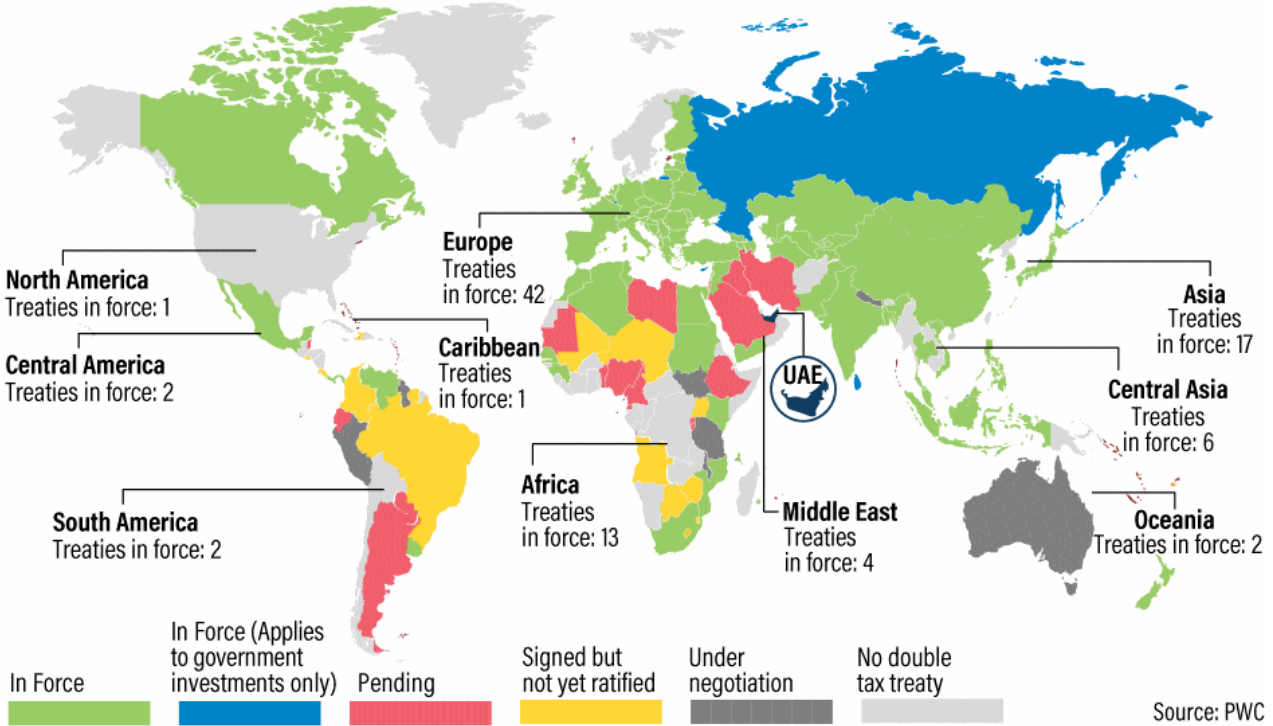 North America
Treaties in force: 1
Central America
Treaties in force: 2
South America
Treaties in force: 2
Europe
Treaties
in force: 42
Caribbean
Treaties
in force: 1
Africa
Treaties
in force: 13
UAE
Middle East
Treaties
in force: 4
Asia
Treaties
in force: 17
Central Asia
Treaties
in force: 6
Oceania
Treaties in force: 2
In Force
In Force (Applies
to government
investments only)
Pending
Signed but
not yet ratified
Under
negotiation
No double
tax treaty
Source: PWC